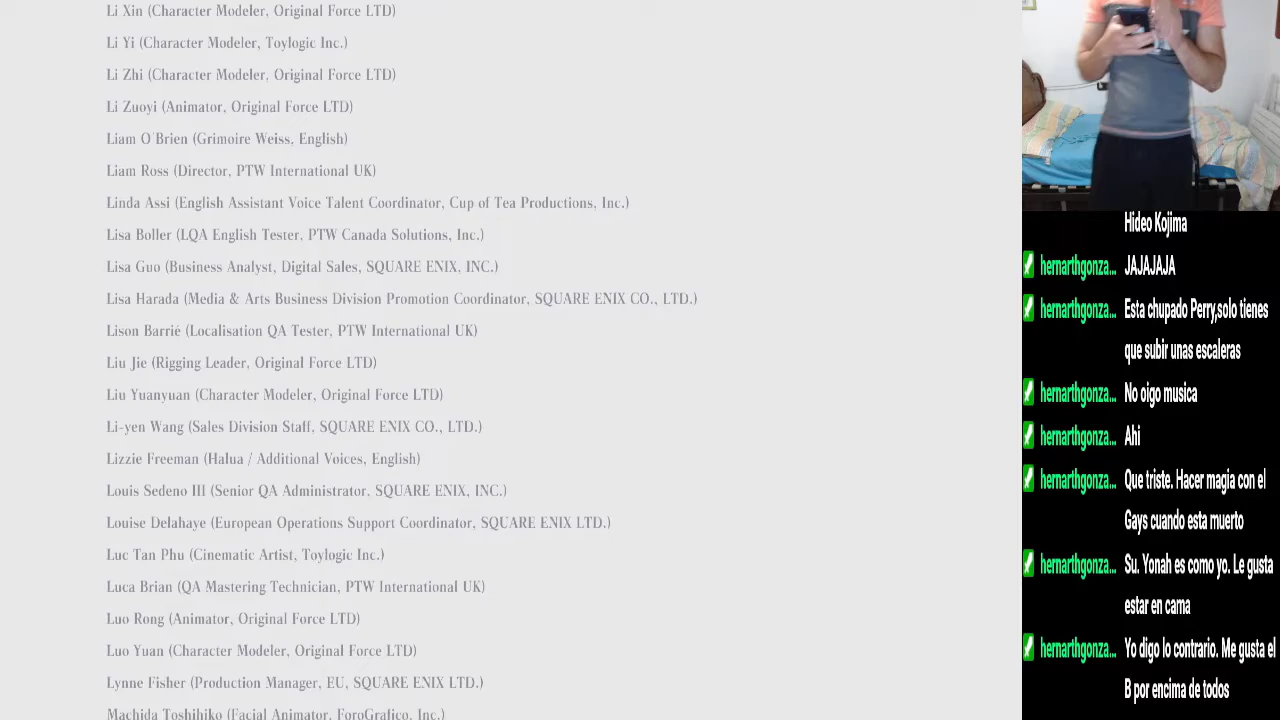 Li Xin (Character Modeler, Original Force LTD)
Li Yi (Character Modeler, Toylogic Inc.)
Li Zhi (Character Modeler, Original Force LTD)
Li Zuoyi (Animator, Original Force LTD)
Liam O'Brien (Grimoire Weiss, English)
Liam Ross (Director, PTW International UK)
Linda Assi (English Assistant Voice Talent Coordinator, Cup of Tea Productions, Inc.)
Lisa Boller (LQA English Tester, PTW Canada Solutions, Inc.)
Lisa Guo (Business Analyst, Digital Sales, SQUARE ENIX, INC.)
Lisa Harada (Media & Arts Business Division Promotion Coordinator, SQUARE ENIX CO., LTD.)
Lison Barrié (Localisation QA Tester, PTW International UK)
Liu Jie (Rigging Leader, Original Force LTD)
Liu Yuanyuan (Character Modeler, Original Force LTD)
Li-yen Wang (Sales Division Staff, SQUARE ENIX CO., LTD.)
Lizzie Freeman (Halua / Additional Voices, English)
Louis Sedeno III (Senior QA Administrator, SQUARE ENIX, INC.)
Louise Delahaye (European Operations Support Coordinator, SQUARE ENIX LTD.)
Luc Tan Phu (Cinematic Artist, Toylogic Inc.)
Luca Brian (QA Mastering Technician, PTW International UK)
Luo Rong (Animator, Original Force LTD)
Luo Yuan (Character Modeler, Original Force LTD)
Lynne Fisher (Production Manager, EU, SQUARE ENIX LTD.)
Machida Toshihiko (Facial Animator, ForoGrafico, Inc.)
Hideo Kojima
hernarthgonza... JAJAJAJA
hernarthgonza... Esta chupado Perry,solo tienes
que subir unas escaleras
hernarthgonza... No oigo musica
hernarthgonza... Ahi
hernarthgonza... Que triste. Hacer magia con el
Gays cuando esta muerto
hernarthgonza... Su. Yonah es como yo. Le gusta
estar en cama
hernarthgonza... Yo digo lo contrario. Me gusta el
B por encima de todos